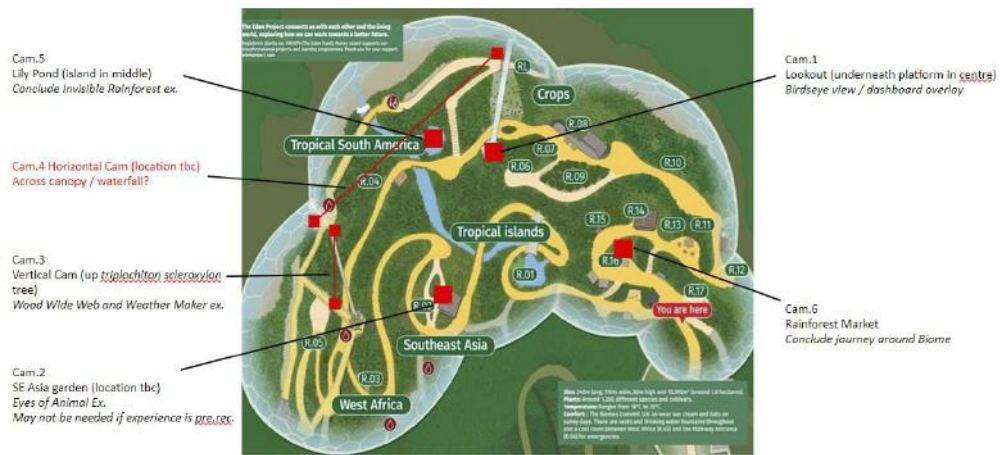 Cam.5
Lily Pond (island in middle)
Conclude Invisible Rainforest ex.
Cam.4 Horizontal Cam (location tbc)
Across canopy / waterfall?
Cam.3
Vertical Cam (up triplochiton scleroxylon
tree)
Wood Wide Web and Weather Maker ex.
Cam.2
SE Asia garden (location tbc)
Eyes of Animal Ex.
May not be needed if experience is pre.rec.
The Eden Project connects us with each other and the living
world, exploring how we can work towards a better future.
RL
Crops
Tropical South America
R.08
R.07
R.06
R.09
R.10
R.04
Tropical islands
R.15
R.14
R.13
R.11
R.16
R.01
R.12
R.17
You are here
R.02
R.05
Southeast Asia
R.03
West Africa
Cam.1
Lookout (underneath platform in centre)
Birdseye view / dashboard overlay
Cam.6
Rainforest Market
Conclude journey around Biome